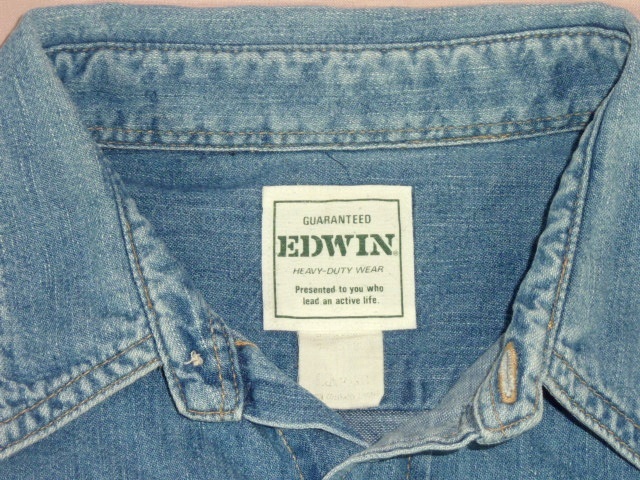 GUARANTEED
EDWIN®
HEAVY-DUTY WEAR
Presented to you who
lead an active life.